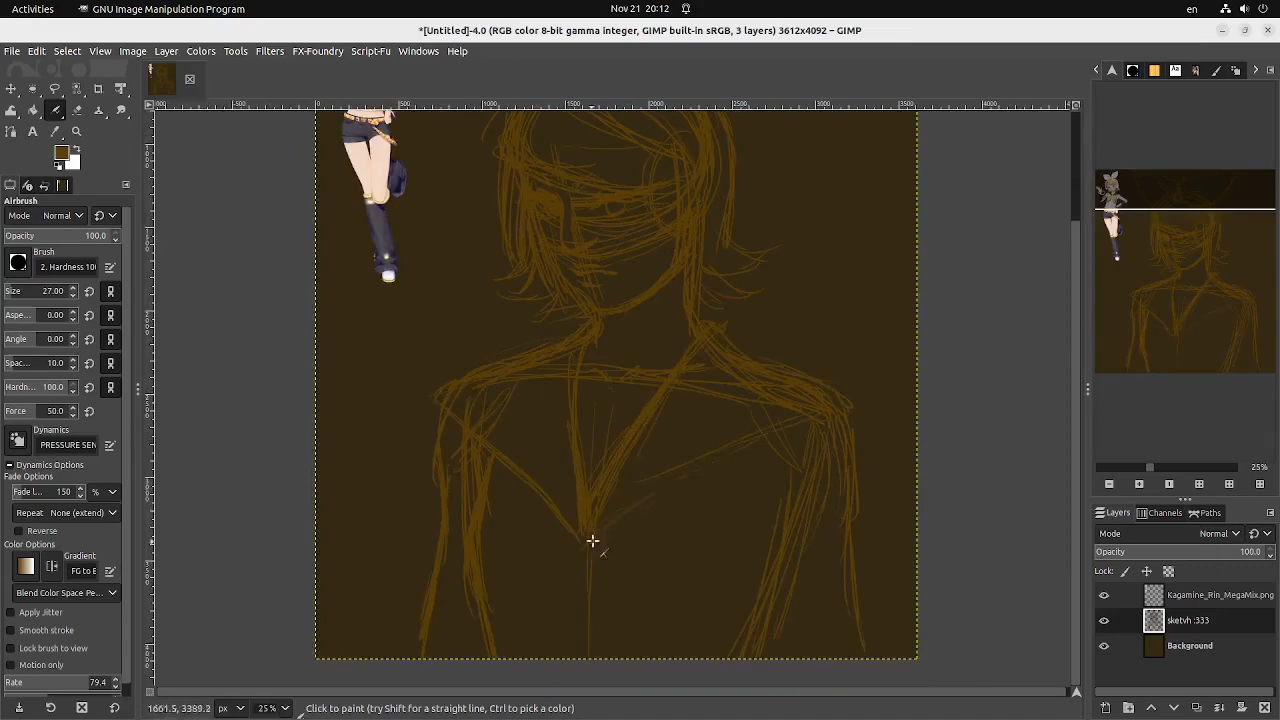 Activities GNU Image Manipulation Program Nov 21 20:12 en
*[Untitled]-4.0 (RGB color 8-bit gamma integer, GIMP built-in sRGB, 3 layers) 3612x4092 – GIMP
File Edit Select View Image Layer Colors Tools Filters FX-Foundry Script-Fu Windows Help
Airbrush
Mode Normal
Opacity 100.0
Brush
2. Hardness 10
Size 27.00
Aspe... 0.00
Angle 0.00
Spac... 10.0
Hardn... 100.0
Force 50.0
Dynamics
PRESSURE SEN
Dynamics Options
Fade Options
Fade l... 150 %
Repeat None (extend)
Reverse
Color Options
Gradient
FG to E
Blend Color Space Pe...
Apply Jitter
Smooth stroke
Lock brush to view
Motion only
Rate 79.4
25%
Layers Channels Paths
Mode Normal
Opacity 100.0
Lock:
Kagamine_Rin_MegaMix.png
sketvh :333
Background
1661.5, 3389.2 px 25% Click to paint (try Shift for a straight line, Ctrl to pick a color)